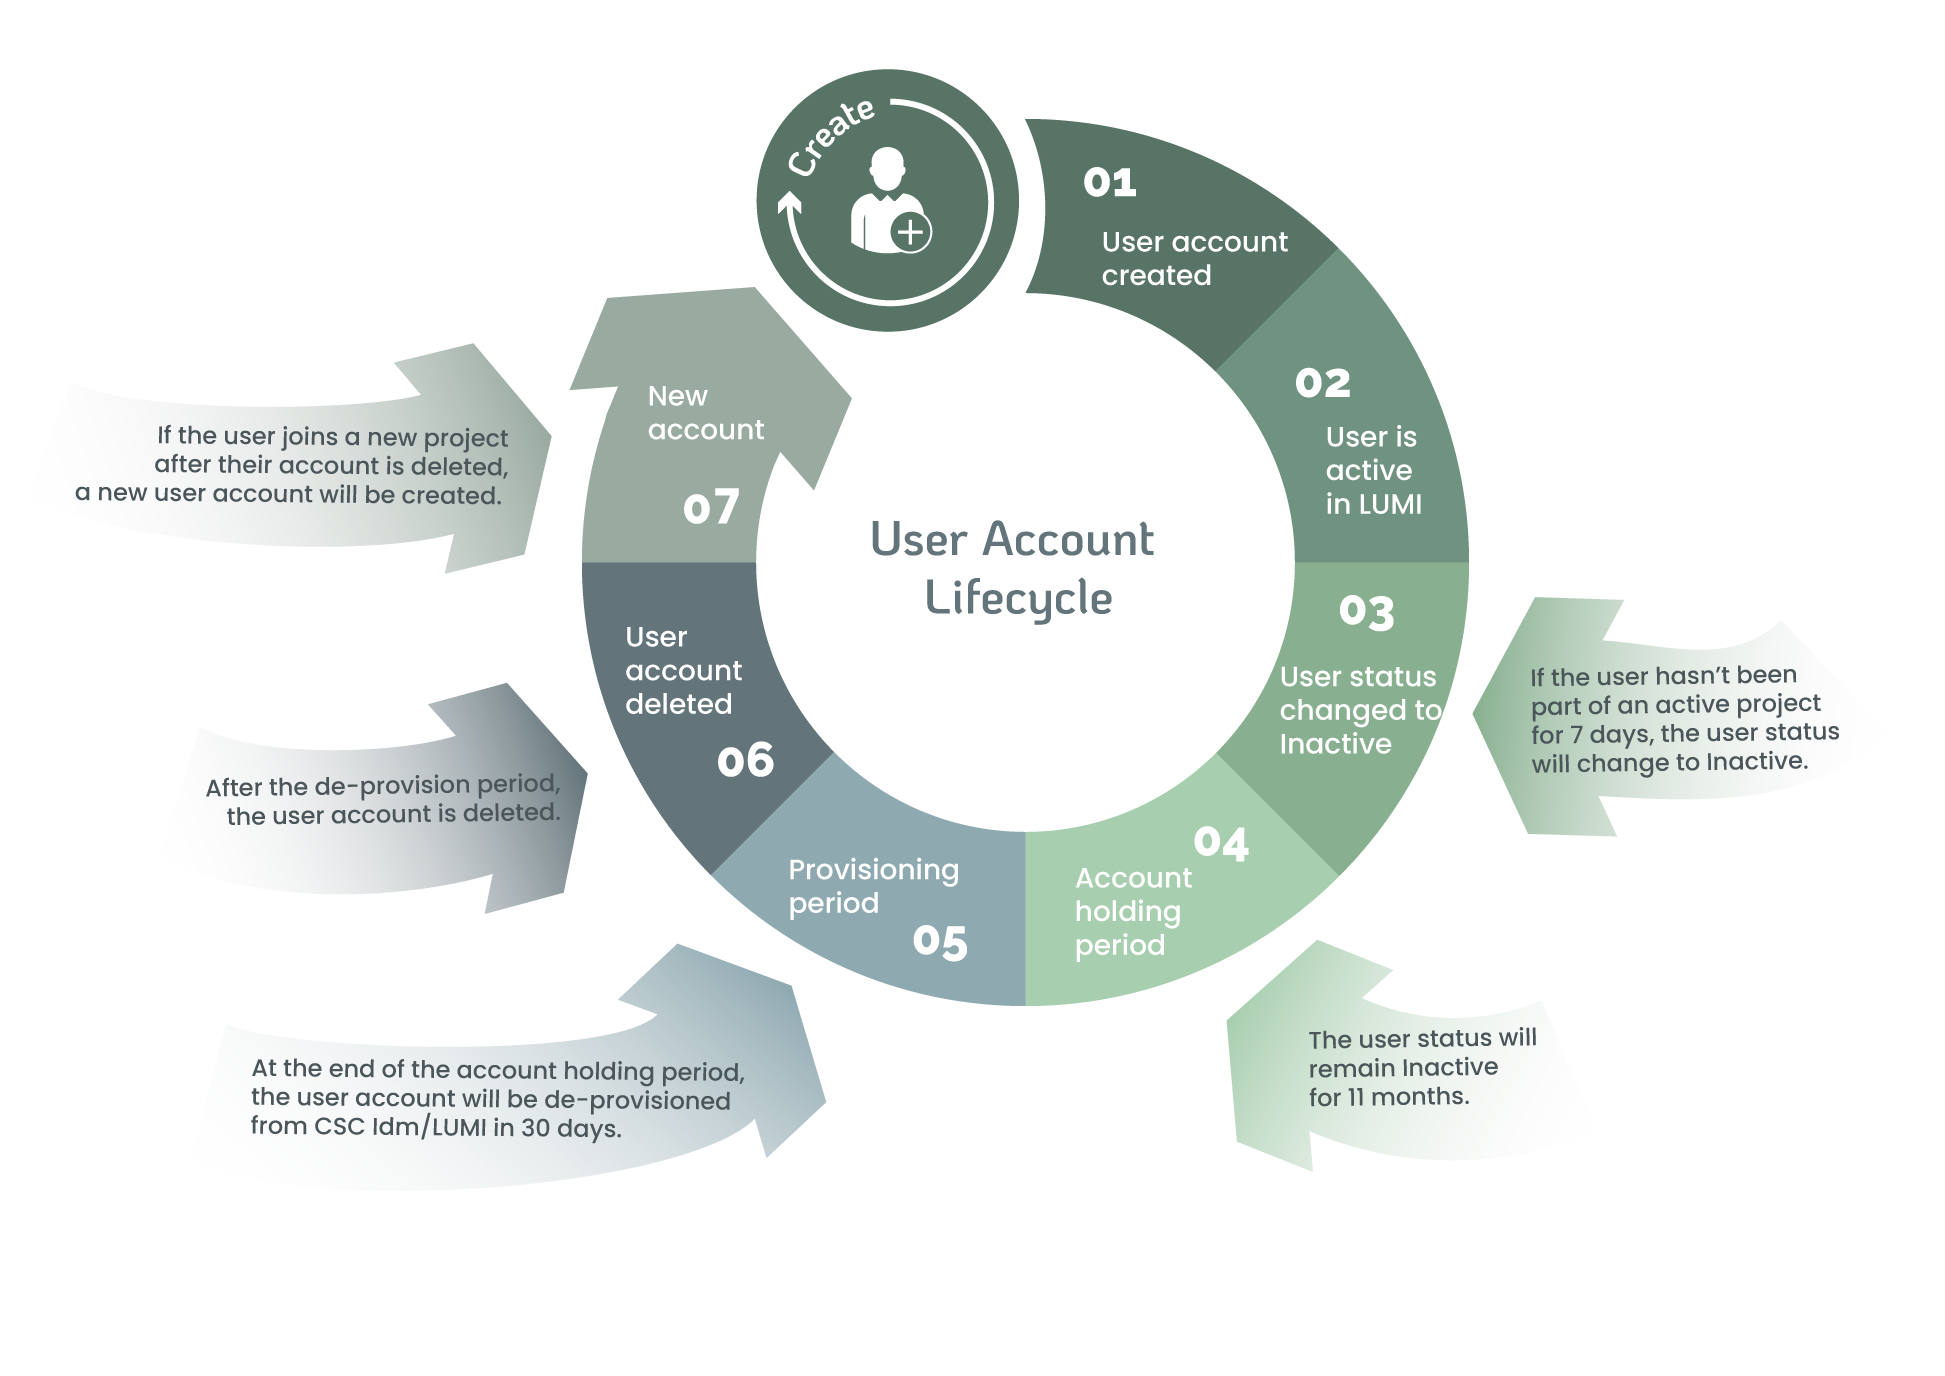 Create
01
User account
created
02
User is
active
in LUMI
03
User status
changed to
Inactive
If the user hasn't been
part of an active project
for 7 days, the user status
will change to Inactive.
04
Account
holding
period
The user status will
remain Inactive
for 11 months.
Provisioning
period
05
At the end of the account holding period,
the user account will be de-provisioned
from CSC Idm/LUMI in 30 days.
User
account
deleted
06
After the de-provision period,
the user account is deleted.
New
account
07
If the user joins a new project
after their account is deleted,
a new user account will be created.
User Account
Lifecycle